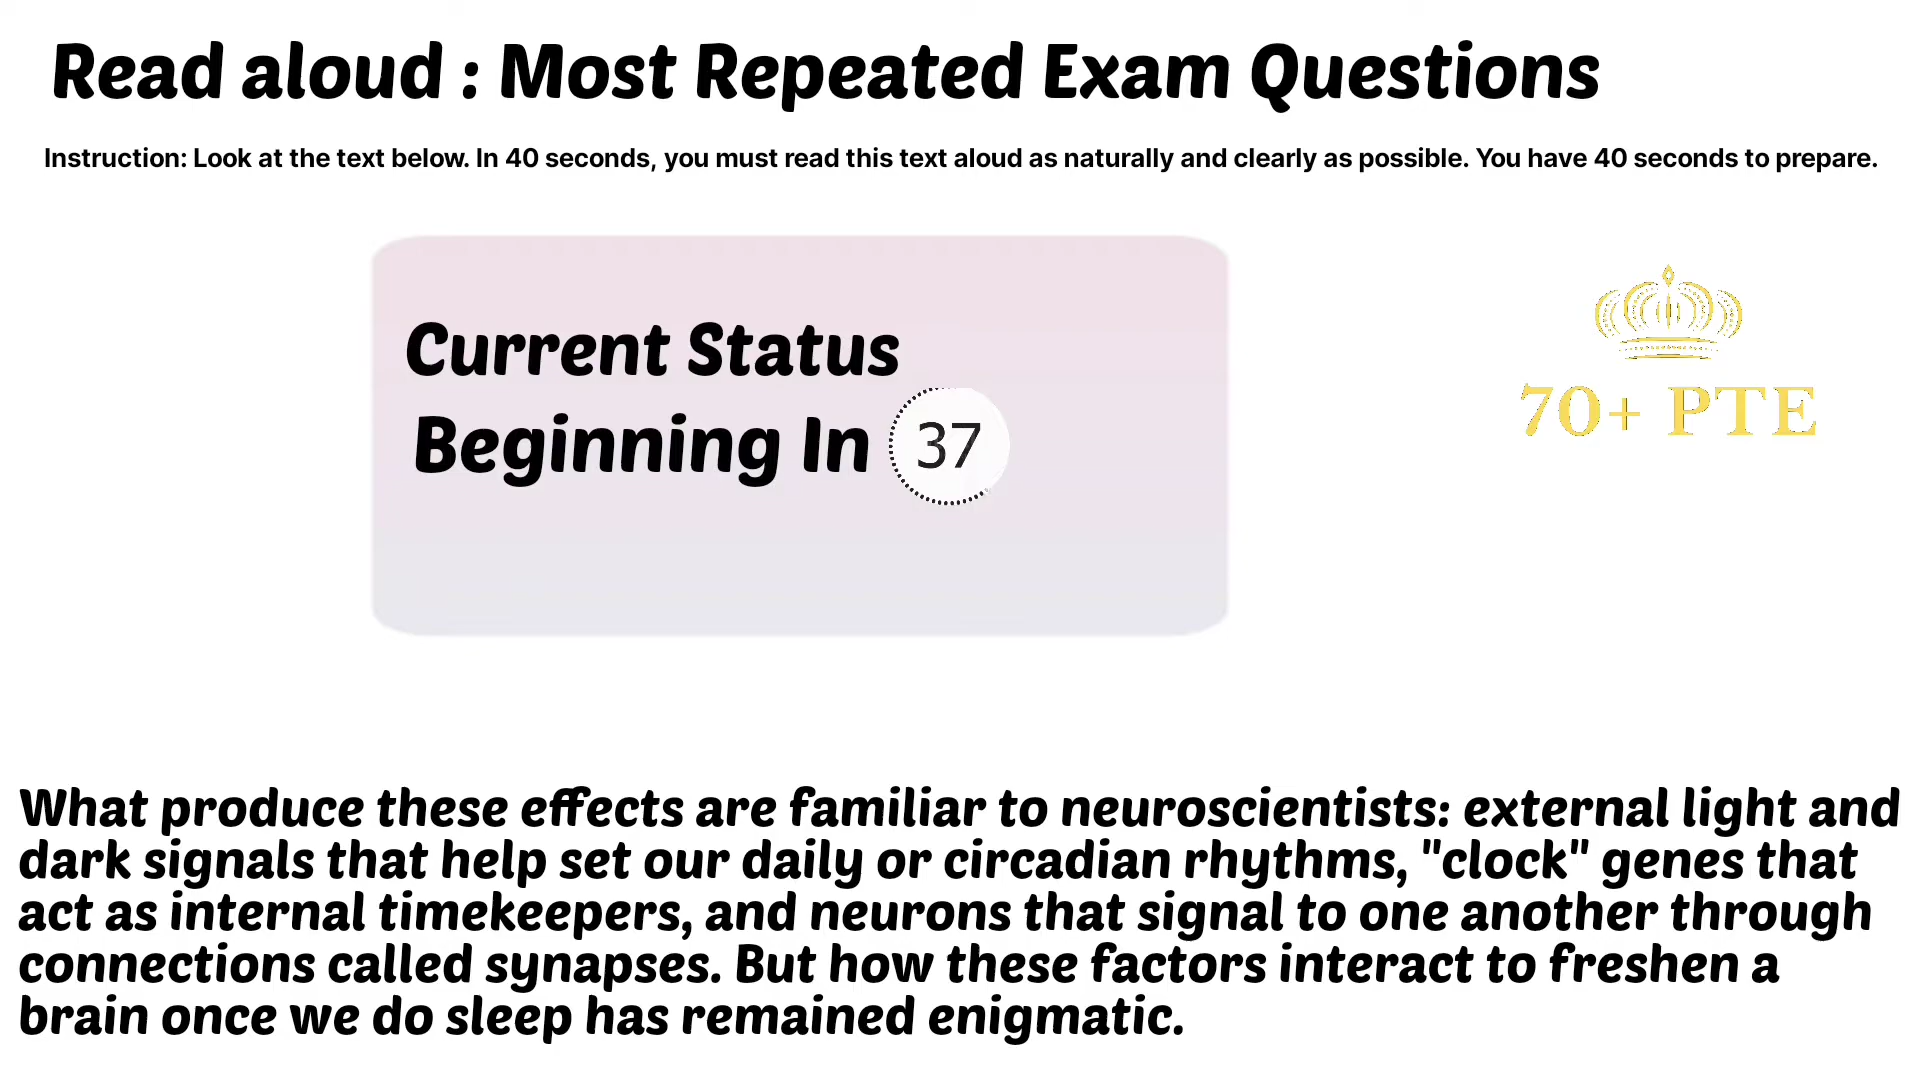 Read aloud : Most Repeated Exam Questions
Instruction: Look at the text below. In 40 seconds, you must read this text aloud as naturally and clearly as possible. You have 40 seconds to prepare.
Current Status
Beginning In 37
70+ PTE
What produce these effects are familiar to neuroscientists: external light and
dark signals that help set our daily or circadian rhythms, "clock" genes that
act as internal timekeepers, and neurons that signal to one another through
connections called synapses. But how these factors interact to freshen a
brain once we do sleep has remained enigmatic.